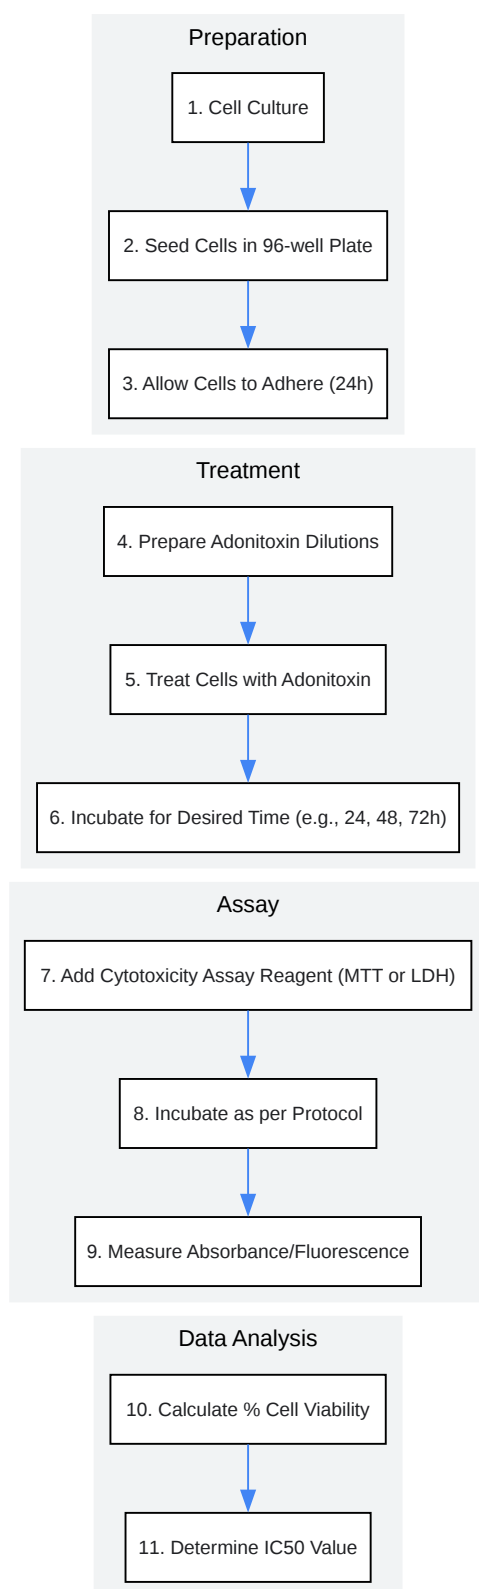 Preparation
1. Cell Culture
2. Seed Cells in 96-well Plate
3. Allow Cells to Adhere (24h)
Treatment
4. Prepare Adonitoxin Dilutions
5. Treat Cells with Adonitoxin
6. Incubate for Desired Time (e.g., 24, 48, 72h)
Assay
7. Add Cytotoxicity Assay Reagent (MTT or LDH)
8. Incubate as per Protocol
9. Measure Absorbance/Fluorescence
Data Analysis
10. Calculate % Cell Viability
11. Determine IC50 Value